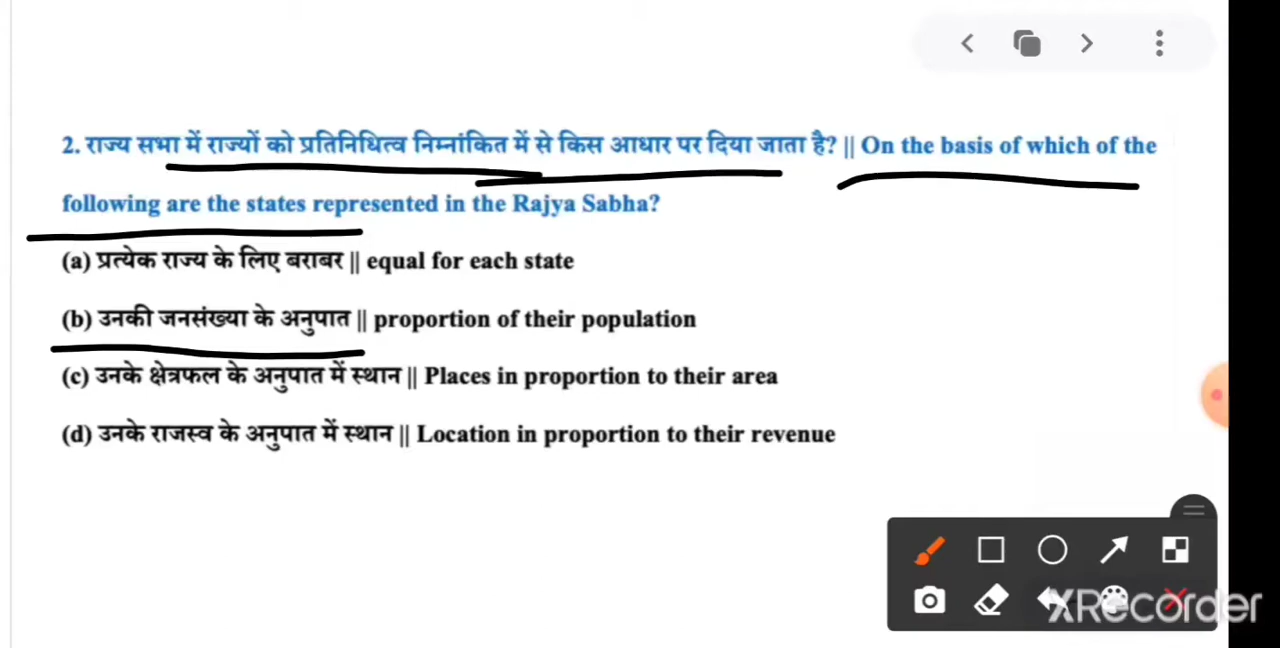 2. राज्य सभा में राज्यों को प्रतिनिधित्व निम्नांकित में से किस आधार पर दिया जाता है? || On the basis of which of the
following are the states represented in the Rajya Sabha?
(a) प्रत्येक राज्य के लिए बराबर || equal for each state
(b) उनकी जनसंख्या के अनुपात || proportion of their population
(c) उनके क्षेत्रफल के अनुपात में स्थान || Places in proportion to their area
(d) उनके राजस्व के अनुपात में स्थान || Location in proportion to their revenue
XRecorder